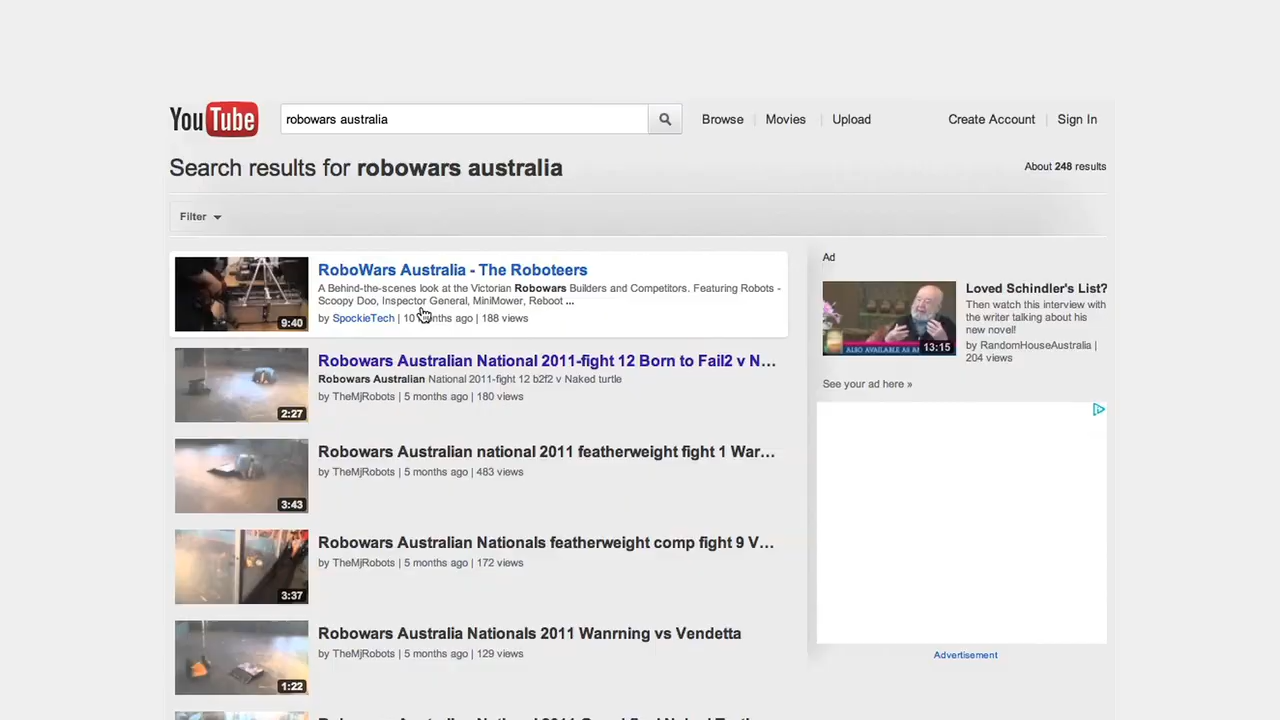 YouTube
robowars australia
Browse
Movies
Upload
Create Account
Sign In
Search results for robowars australia
About 248 results
Filter
RoboWars Australia - The Roboteers
A Behind-the-scenes look at the Victorian Robowars Builders and Competitors. Featuring Robots -
Scoopy Doo, Inspector General, MiniMower, Reboot ...
by SpockieTech | 10 months ago | 188 views
9:40
Robowars Australian National 2011-fight 12 Born to Fail2 v N...
Robowars Australian National 2011-fight 12 b2f2 v Naked turtle
by TheMjRobots | 5 months ago | 180 views
2:27
Robowars Australian national 2011 featherweight fight 1 War...
by TheMjRobots | 5 months ago | 483 views
3:43
Robowars Australian Nationals featherweight comp fight 9 V...
by TheMjRobots | 5 months ago | 172 views
3:37
Robowars Australia Nationals 2011 Wanrning vs Vendetta
by TheMjRobots | 5 months ago | 129 views
1:22
Ad
Loved Schindler's List?
Then watch this interview with
the writer talking about his
new novel!
by RandomHouseAustralia |
204 views
13:15
See your ad here »
Advertisement